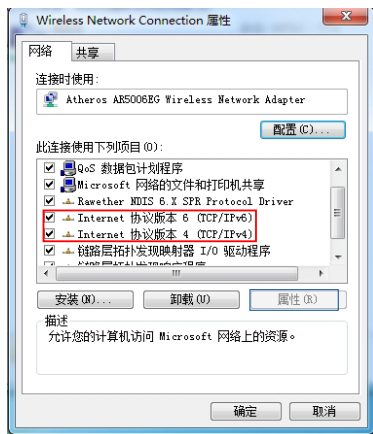 Wireless Network Connection 属性
网络 共享
连接时使用:
Atheros AR5006EG Wireless Network Adapter
配置(C)...
此连接使用下列项目(O):
QoS 数据包计划程序
Microsoft 网络的文件和打印机共享
Rawether NDIS 6.X SPR Protocol Driver
Internet 协议版本 6 (TCP/IPv6)
Internet 协议版本 4 (TCP/IPv4)
链路层拓扑发现映射器 I/O 驱动程序
安装(N)... 卸载(U) 属性(R)
描述
允许您的计算机访问 Microsoft 网络上的资源。
确定 取消